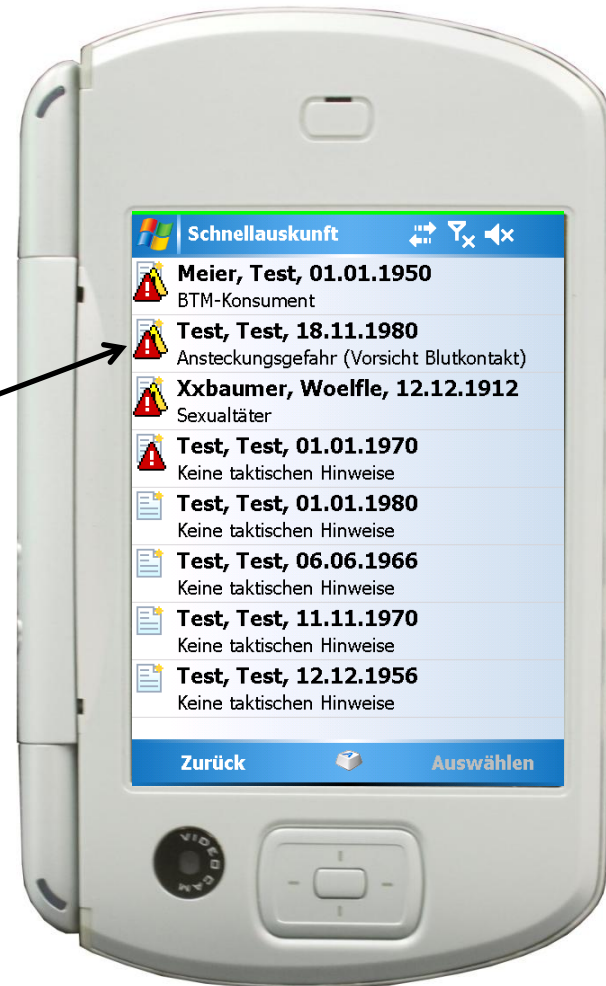 Schnellauskunft
Meier, Test, 01.01.1950
BTM-Konsument
Test, Test, 18.11.1980
Ansteckungsgefahr (Vorsicht Blutkontakt)
Xxbaumer, Woelfle, 12.12.1912
Sexualtäter
Test, Test, 01.01.1970
Keine taktischen Hinweise
Test, Test, 01.01.1980
Keine taktischen Hinweise
Test, Test, 06.06.1966
Keine taktischen Hinweise
Test, Test, 11.11.1970
Keine taktischen Hinweise
Test, Test, 12.12.1956
Keine taktischen Hinweise
Zurück Auswählen
VIDEO CAM